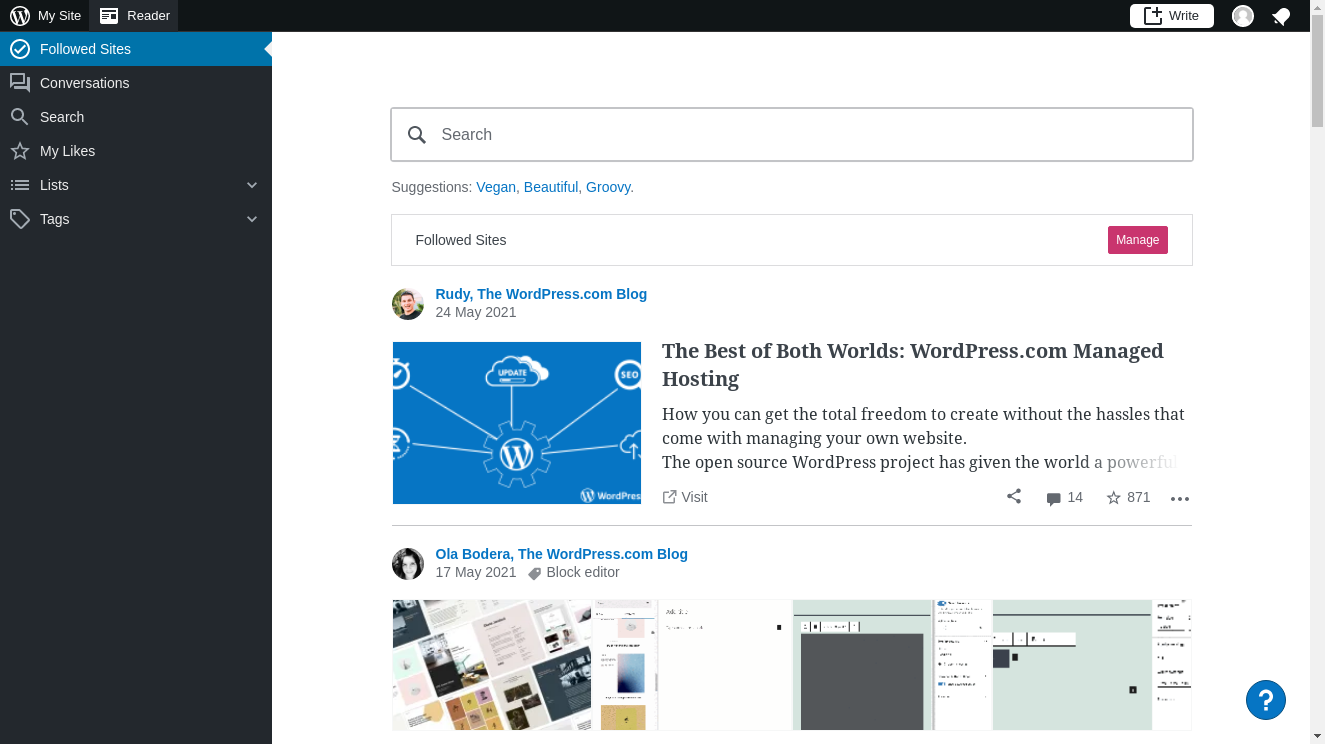 My Site
Reader
Write
Followed Sites
Conversations
Search
My Likes
Lists
Tags
Search
Suggestions: Vegan, Beautiful, Groovy.
Followed Sites
Manage
Rudy, The WordPress.com Blog
24 May 2021
UPDATE
SEO
WordPres
The Best of Both Worlds: WordPress.com Managed
Hosting
How you can get the total freedom to create without the hassles that
come with managing your own website.
The open source WordPress project has given the world a powerful
Visit
14
871
Ola Bodera, The WordPress.com Blog
17 May 2021
Block editor
Add title